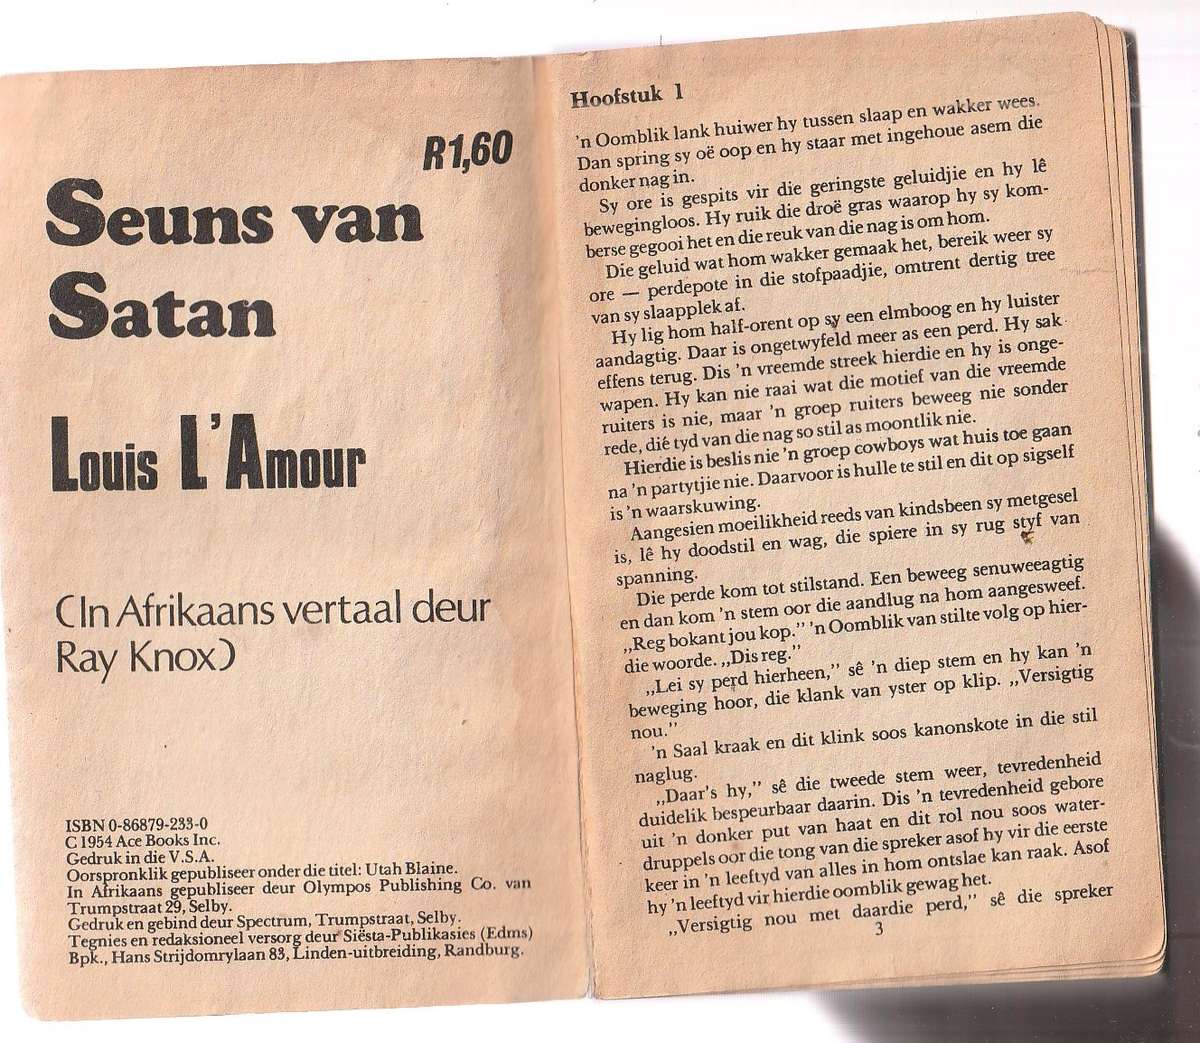 R1,60
Seuns van
Satan
Louis L'Amour
(In Afrikaans vertaal deur
Ray Knox)
ISBN 0-86879-233-0
C 1954 Ace Books Inc.
Gedruk in die V.S.A.
Oorspronklik gepubliseer onder die titel: Utah Blaine.
In Afrikaans gepubliseer deur Olympos Publishing Co. van
Trumpstraat 29, Selby.
Gedruk en gebind deur Spectrum, Trumpstraat, Selby.
Tegnies en redaksioneel versorg deur Siësta-Publikasies (Edms)
Bpk., Hans Strijdomrylaan 83, Linden-uitbreiding, Randburg.
Hoofstuk 1
'n Oomblik lank huiwer hy tussen slaap en wakker wees.
Dan spring sy oë oop en hy staar met ingehoue asem die
donker nag in.
Sy ore is gespits vir die geringste geluidjie en hy lê
bewegingloos. Hy ruik die droë gras waarop hy sy kom-
berse gegooi het en die reuk van die nag is om hom.
Die geluid wat hom wakker gemaak het, bereik weer sy
ore — perdepote in die stofpaadjie, omtrent dertig tree
van sy slaapplek af.
Hy lig hom half-orent op sy een elmboog en hy luister
aandagtig. Daar is ongetwyfeld meer as een perd. Hy sak
effens terug. Dis 'n vreemde streek hierdie en hy is onge-
wapen. Hy kan nie raai wat die motief van die vreemde
ruiters is nie, maar 'n groep ruiters beweeg nie sonder
rede, dié tyd van die nag so stil as moontlik nie.
Hierdie is beslis nie 'n groep cowboys wat huis toe gaan
na 'n partytjie nie. Daarvoor is hulle te stil en dit op sigself
is 'n waarskuwing.
Aangesien moeilikheid reeds van kindsbeen sy metgesel
is, lê hy doodstil en wag, die spiere in sy rug styf van
spanning.
Die perde kom tot stilstand. Een beweeg senuweeagtig
en dan kom 'n stem oor die aandlug na hom aangesweef.
„Reg bokant jou kop.” 'n Oomblik van stilte volg op hier-
die woorde. „Dis reg.”
„Lei sy perd hierheen,” sê 'n diep stem en hy kan 'n
beweging hoor, die klank van yster op klip. „Versigtig
nou.”
'n Saal kraak en dit klink soos kanonskote in die stil
naglug.
„Daar's hy,” sê die tweede stem weer, tevredenheid
duidelik bespeurbaar daarin. Dis 'n tevredenheid gebore
uit 'n donker put van haat en dit rol nou soos water-
druppels oor die tong van die spreker asof hy vir die eerste
keer in 'n leeftyd van alles in hom ontslae kan raak. Asof
hy 'n leeftyd vir hierdie oomblik gewag het.
„Versigtig nou met daardie perd,” sê die spreker
3